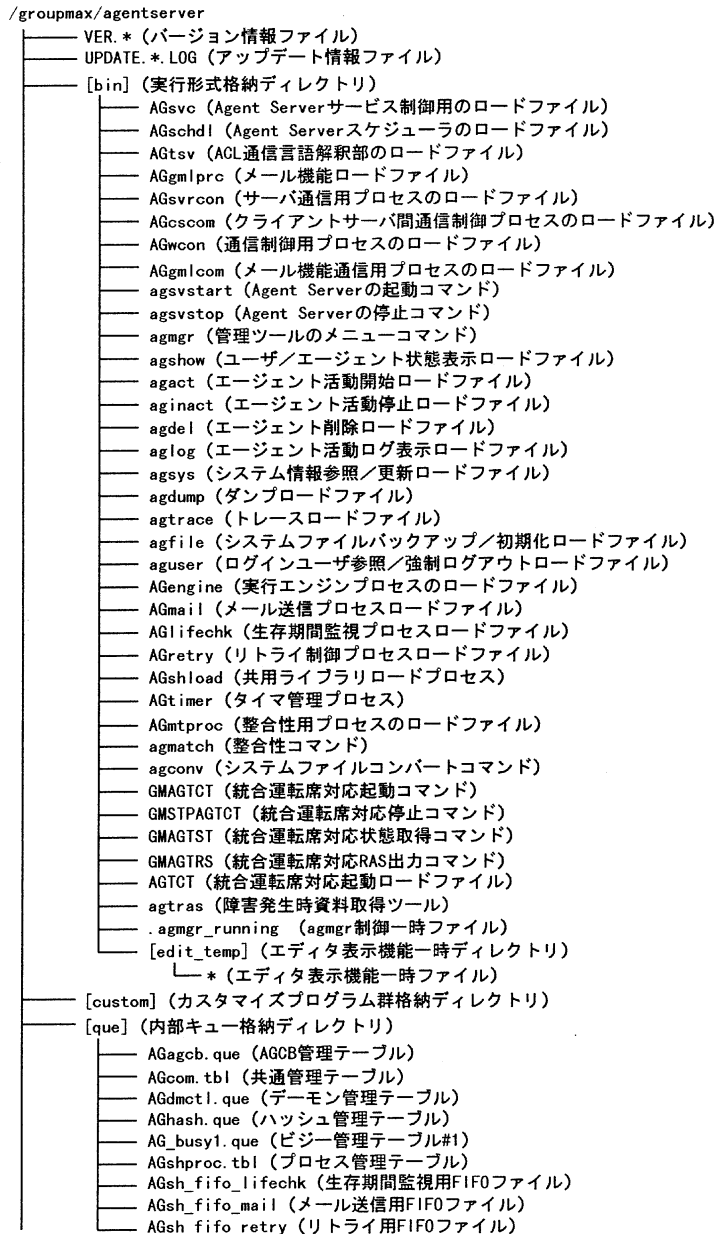 /groupmax/agentserver
VER.* (バージョン情報ファイル)
UPDATE.*.LOG (アップデート情報ファイル)
[bin] (実行形式格納ディレクトリ)
AGsvc (Agent Serverサービス制御用のロードファイル)
AGschdl (Agent Serverスケジューラのロードファイル)
AGtsv (ACL通信言語解釈部のロードファイル)
AGgmlprc (メール機能ロードファイル)
AGsvrcon (サーバ通信用プロセスのロードファイル)
AGcscom (クライアントサーバ間通信制御プロセスのロードファイル)
AGwcon (通信制御用プロセスのロードファイル)
AGgmlcom (メール機能通信用プロセスのロードファイル)
agsvstart (Agent Serverの起動コマンド)
agsvstop (Agent Serverの停止コマンド)
agmgr (管理ツールのメニューコマンド)
agshow (ユーザ／エージェント状態表示ロードファイル)
agact (エージェント活動開始ロードファイル)
aginact (エージェント活動停止ロードファイル)
agdel (エージェント削除ロードファイル)
aglog (エージェント活動ログ表示ロードファイル)
agsys (システム情報参照／更新ロードファイル)
agdump (ダンプロードファイル)
agtrace (トレースロードファイル)
agfile (システムファイルバックアップ／初期化ロードファイル)
aguser (ログインユーザ参照／強制ログアウトロードファイル)
AGengine (実行エンジンプロセスのロードファイル)
AGmail (メール送信プロセスロードファイル)
AGlifechk (生存期間監視プロセスロードファイル)
AGretry (リトライ制御プロセスロードファイル)
AGshload (共用ライブラリロードプロセス)
AGtimer (タイマ管理プロセス)
AGmtproc (整合性用プロセスのロードファイル)
agmatch (整合性コマンド)
agconv (システムファイルコンバートコマンド)
GMAGTCT (統合運転席対応起動コマンド)
GMSTPAGTCT (統合運転席対応停止コマンド)
GMAGTST (統合運転席対応状態取得コマンド)
GMAGTRS (統合運転席対応RAS出力コマンド)
AGTCT (統合運転席対応起動ロードファイル)
agtras (障害発生時資料取得ツール)
.agmgr_running (agmgr制御一時ファイル)
[edit_temp] (エディタ表示機能一時ディレクトリ)
* (エディタ表示機能一時ファイル)
[custom] (カスタマイズプログラム群格納ディレクトリ)
[que] (内部キュー格納ディレクトリ)
AGagcb.que (AGCB管理テーブル)
AGcom.tbl (共通管理テーブル)
AGdmctl.que (デーモン管理テーブル)
AGhash.que (ハッシュ管理テーブル)
AG_busy1.que (ビジー管理テーブル#1)
AGshproc.tbl (プロセス管理テーブル)
AGsh_fifo_lifechk (生存期間監視用FIFOファイル)
AGsh_fifo_mail (メール送信用FIFOファイル)
AGsh_fifo_retry (リトライ用FIFOファイル)